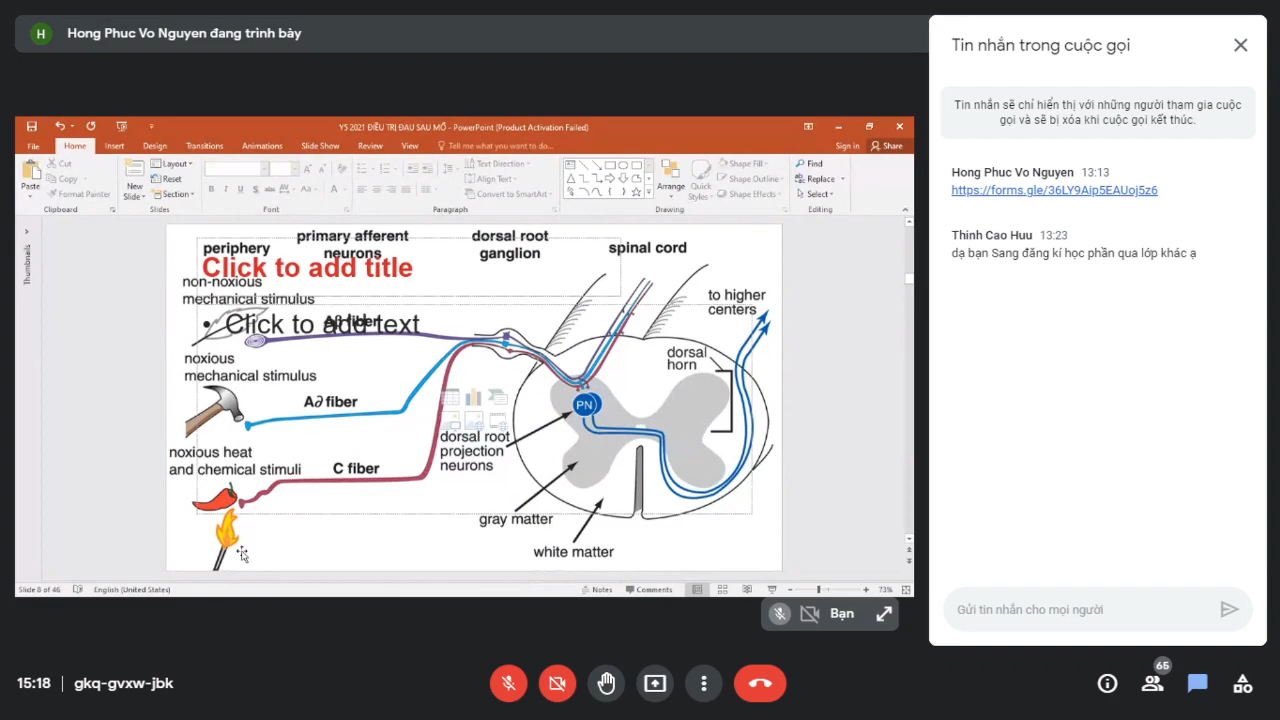 H Hong Phuc Vo Nguyen đang trình bày
Y5 2021 ĐIỀU TRỊ ĐAU SAU MỔ - PowerPoint (Product Activation Failed)
File Home Insert Design Transitions Animations Slide Show Review View Tell me what you want to do... Sign in Share
Paste
Cut
Copy
Format Painter
Clipboard
New
Slide
Layout
Reset
Section
Slides
B I U S abc AV Aa A
Font
Text Direction
Align Text
Convert to SmartArt
Paragraph
Arrange
Quick
Styles
Shape Fill
Shape Outline
Shape Effects
Drawing
Find
Replace
Select
Editing
Thumbnails
periphery
primary afferent
neurons
dorsal root
ganglion
spinal cord
Click to add title
non-noxious
mechanical stimulus
• Click to add text
noxious
mechanical stimulus
A∂ fiber
noxious heat
and chemical stimuli
C fiber
dorsal root
projection
neurons
PN
dorsal
horn
to higher
centers
gray matter
white matter
Slide 8 of 46 English (United States) Notes Comments 73%
Bạn
Tin nhắn trong cuộc gọi
Tin nhắn sẽ chỉ hiển thị với những người tham gia cuộc
gọi và sẽ bị xóa khi cuộc gọi kết thúc.
Hong Phuc Vo Nguyen 13:13
https://forms.gle/36LY9Aip5EAUoj5z6
Thinh Cao Huu 13:23
dạ bạn Sang đăng kí học phần qua lớp khác ạ
Gửi tin nhắn cho mọi người
15:18 | gkq-gvxw-jbk
65